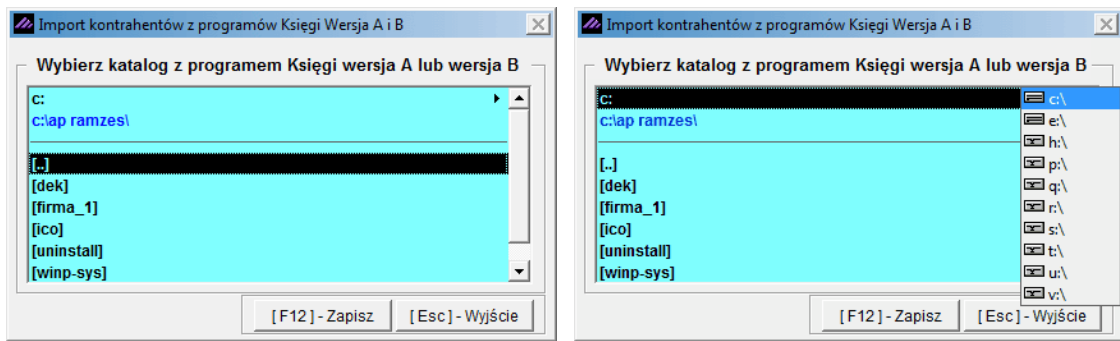 Import kontrahentów z programów Księgi Wersja A i B
Wybierz katalog z programem Księgi wersja A lub wersja B
c:
c:\ap ramzes\
[..]
[dek]
[firma_1]
[ico]
[uninstall]
[winp-sys]
[ F12 ] - Zapisz [ Esc ] - Wyjście
Import kontrahentów z programów Księgi Wersja A i B
Wybierz katalog z programem Księgi wersja A lub wersja B
c:
c:\ap ramzes\
[..]
[dek]
[firma_1]
[ico]
[uninstall]
[winp-sys]
c:\
e:\
h:\
p:\
q:\
r:\
s:\
t:\
u:\
v:\
[ F12 ] - Zapisz [ Esc ] - Wyjście